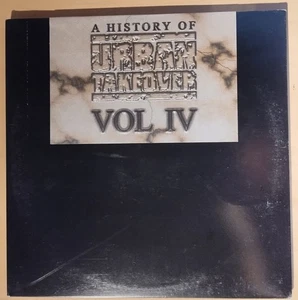 A HISTORY OF
URBAN
TAKEOVER
VOL IV